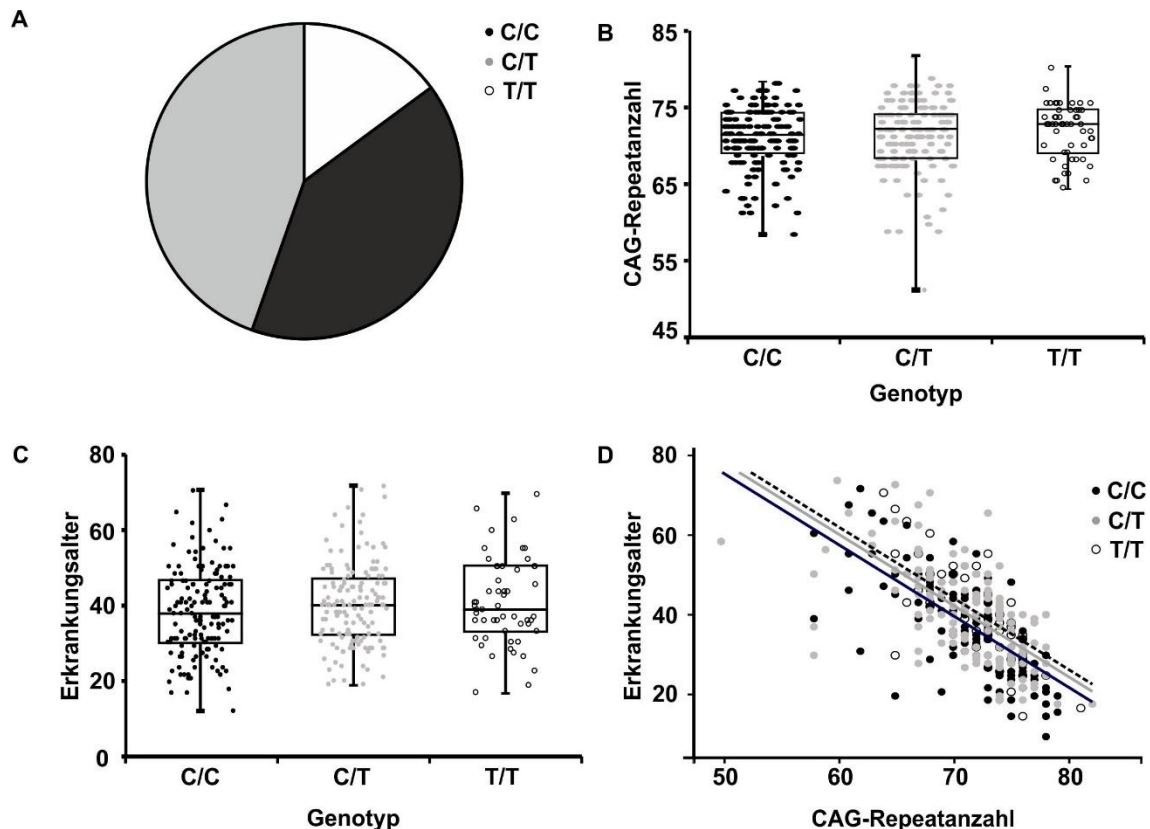 A
C/C
C/T
T/T
B
85
75
65
55
45
CAG-Repeatanzahl
C/C C/T T/T
Genotyp
C
80
60
40
20
0
Erkrankungsalter
C/C C/T T/T
Genotyp
D
80
60
40
20
Erkrankungsalter
C/C
C/T
T/T
50 60 70 80
CAG-Repeatanzahl